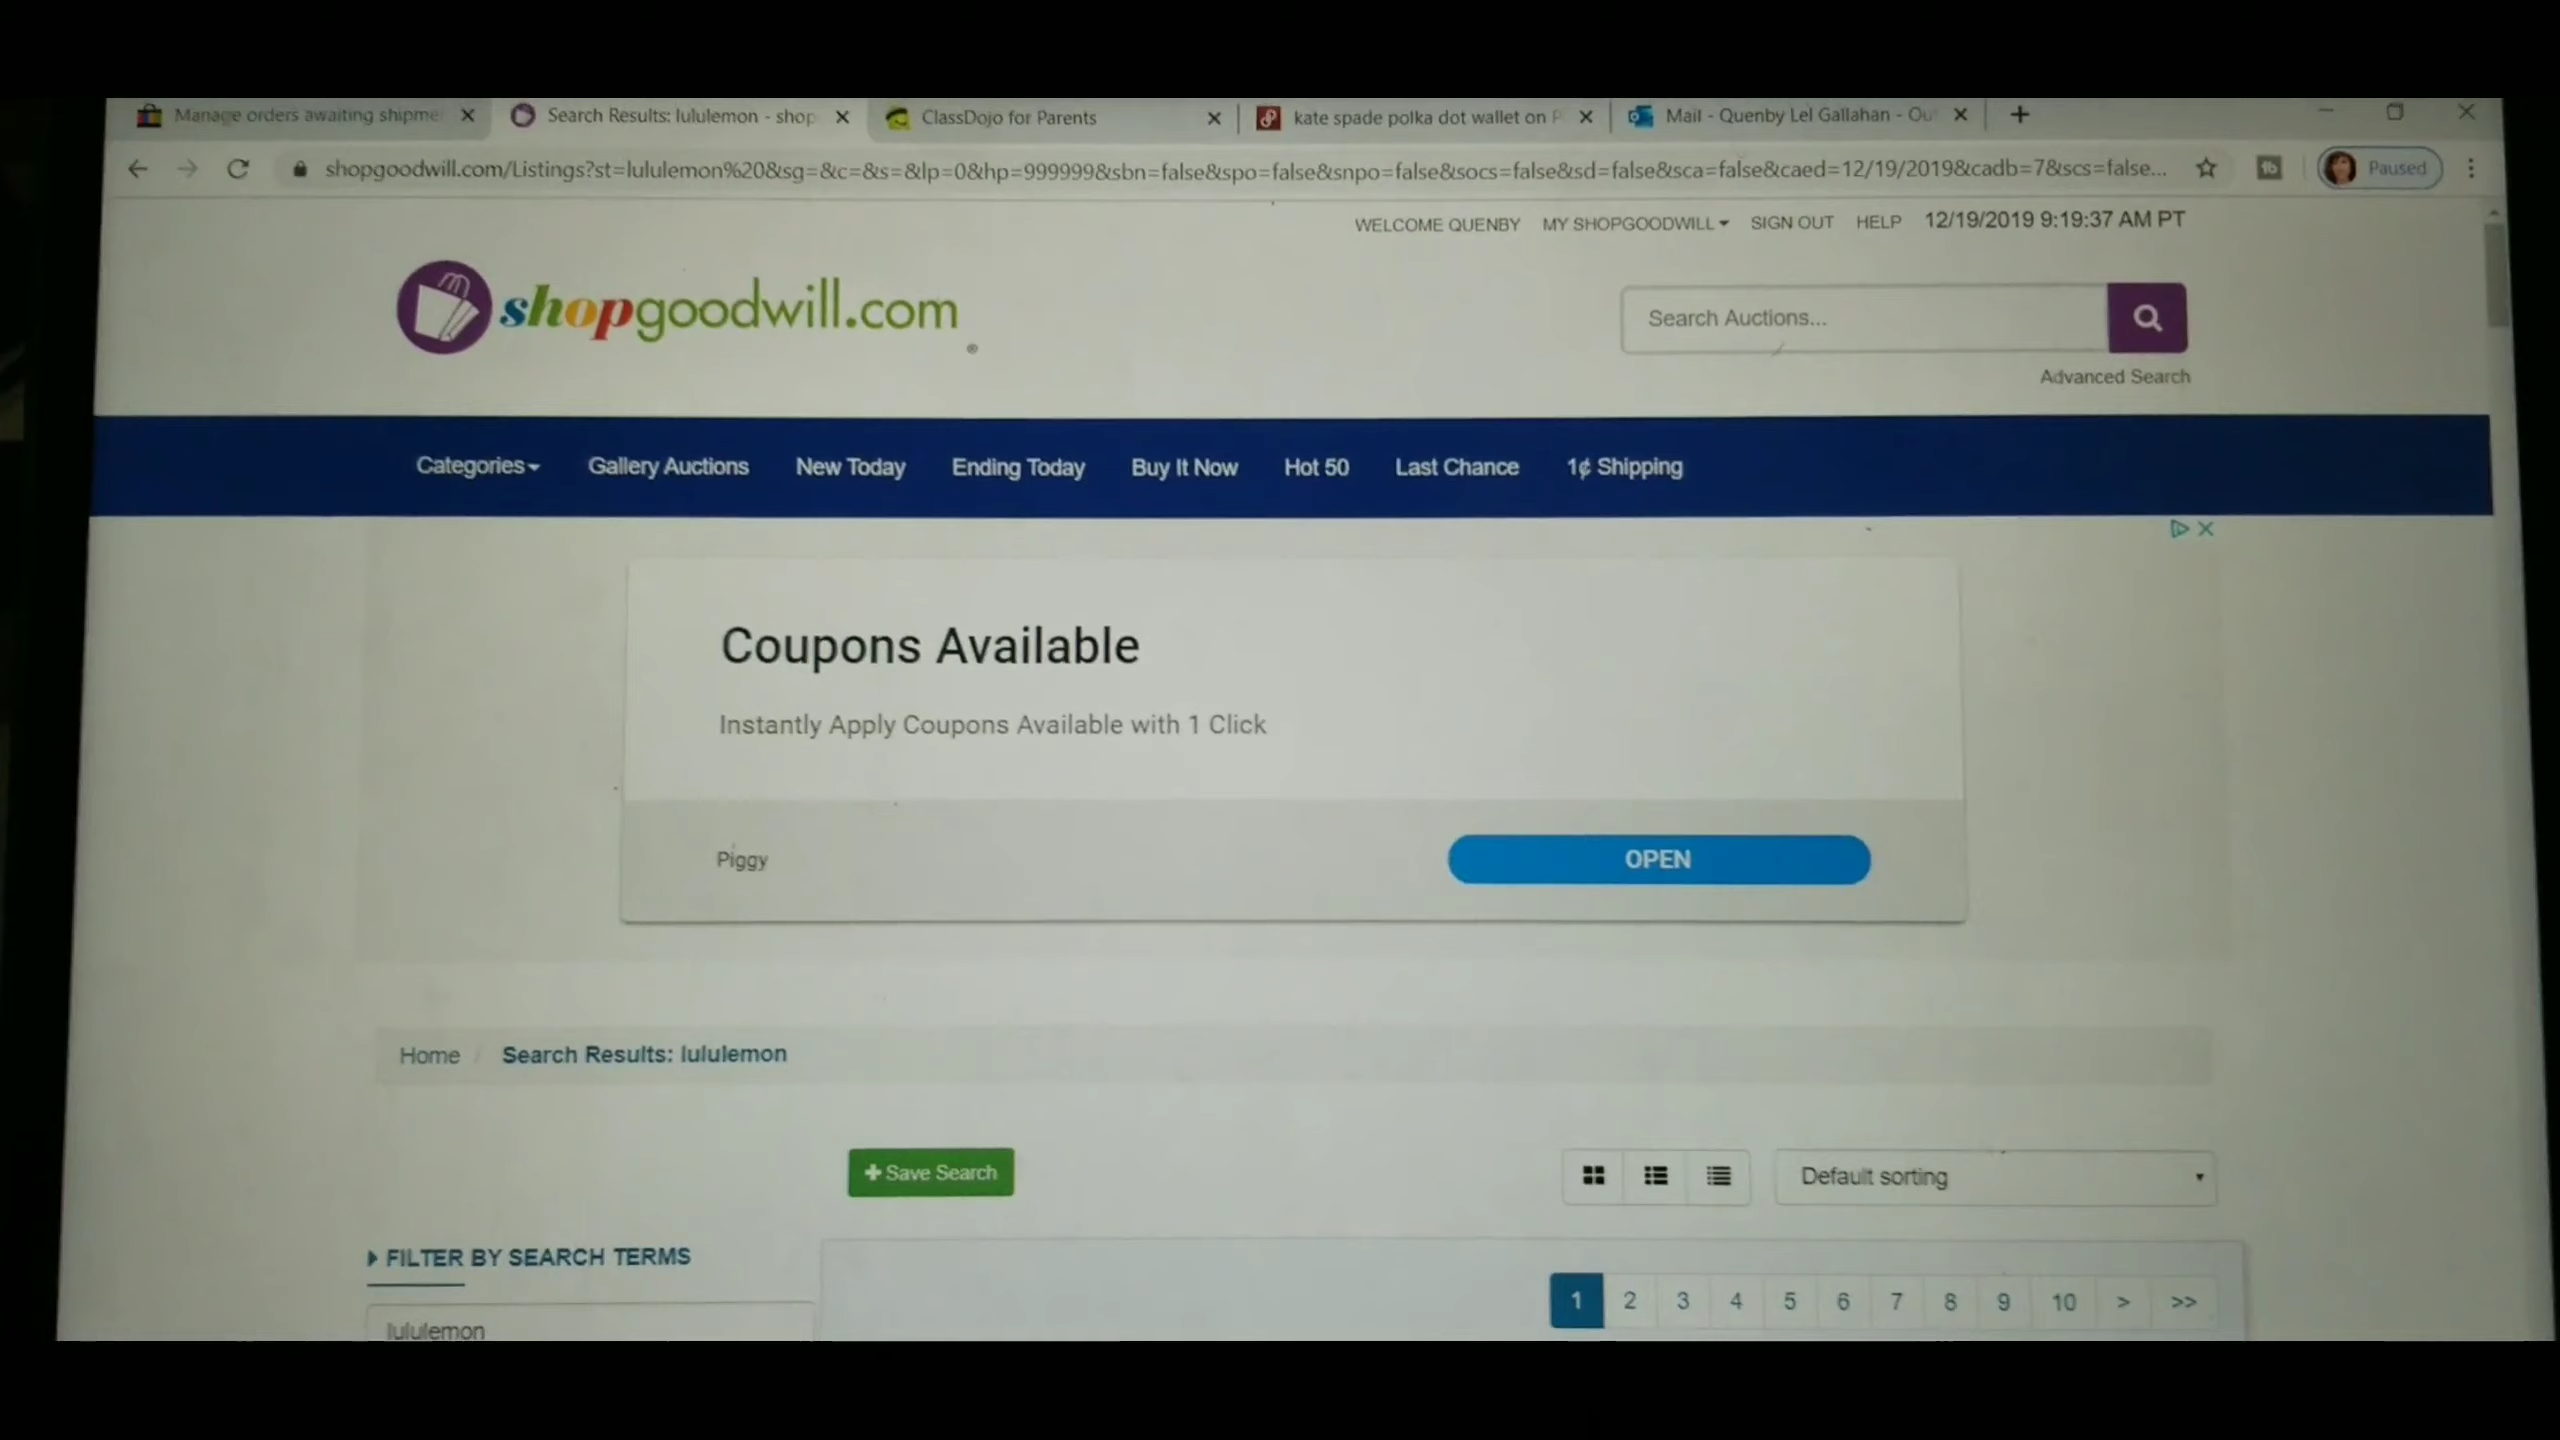 Manage orders awaiting shipme
Search Results: lululemon - shop
ClassDojo for Parents
kate spade polka dot wallet on P
Mail - Quenby Lel Gallahan - Ou
shopgoodwill.com/Listings?st=lululemon%20&sg=&c=&s=&lp=0&hp=999999&sbn=false&spo=false&snpo=false&socs=false&sd=false&sca=false&caed=12/19/2019&cadb=7&scs=false...
Paused
WELCOME QUENBY MY SHOPGOODWILL SIGN OUT HELP 12/19/2019 9:19:37 AM PT
shopgoodwill.com
Search Auctions...
Advanced Search
Categories Gallery Auctions New Today Ending Today Buy It Now Hot 50 Last Chance 1¢ Shipping
Coupons Available
Instantly Apply Coupons Available with 1 Click
Piggy
OPEN
Home / Search Results: lululemon
+ Save Search
Default sorting
FILTER BY SEARCH TERMS
1 2 3 4 5 6 7 8 9 10 > >>
lululemon